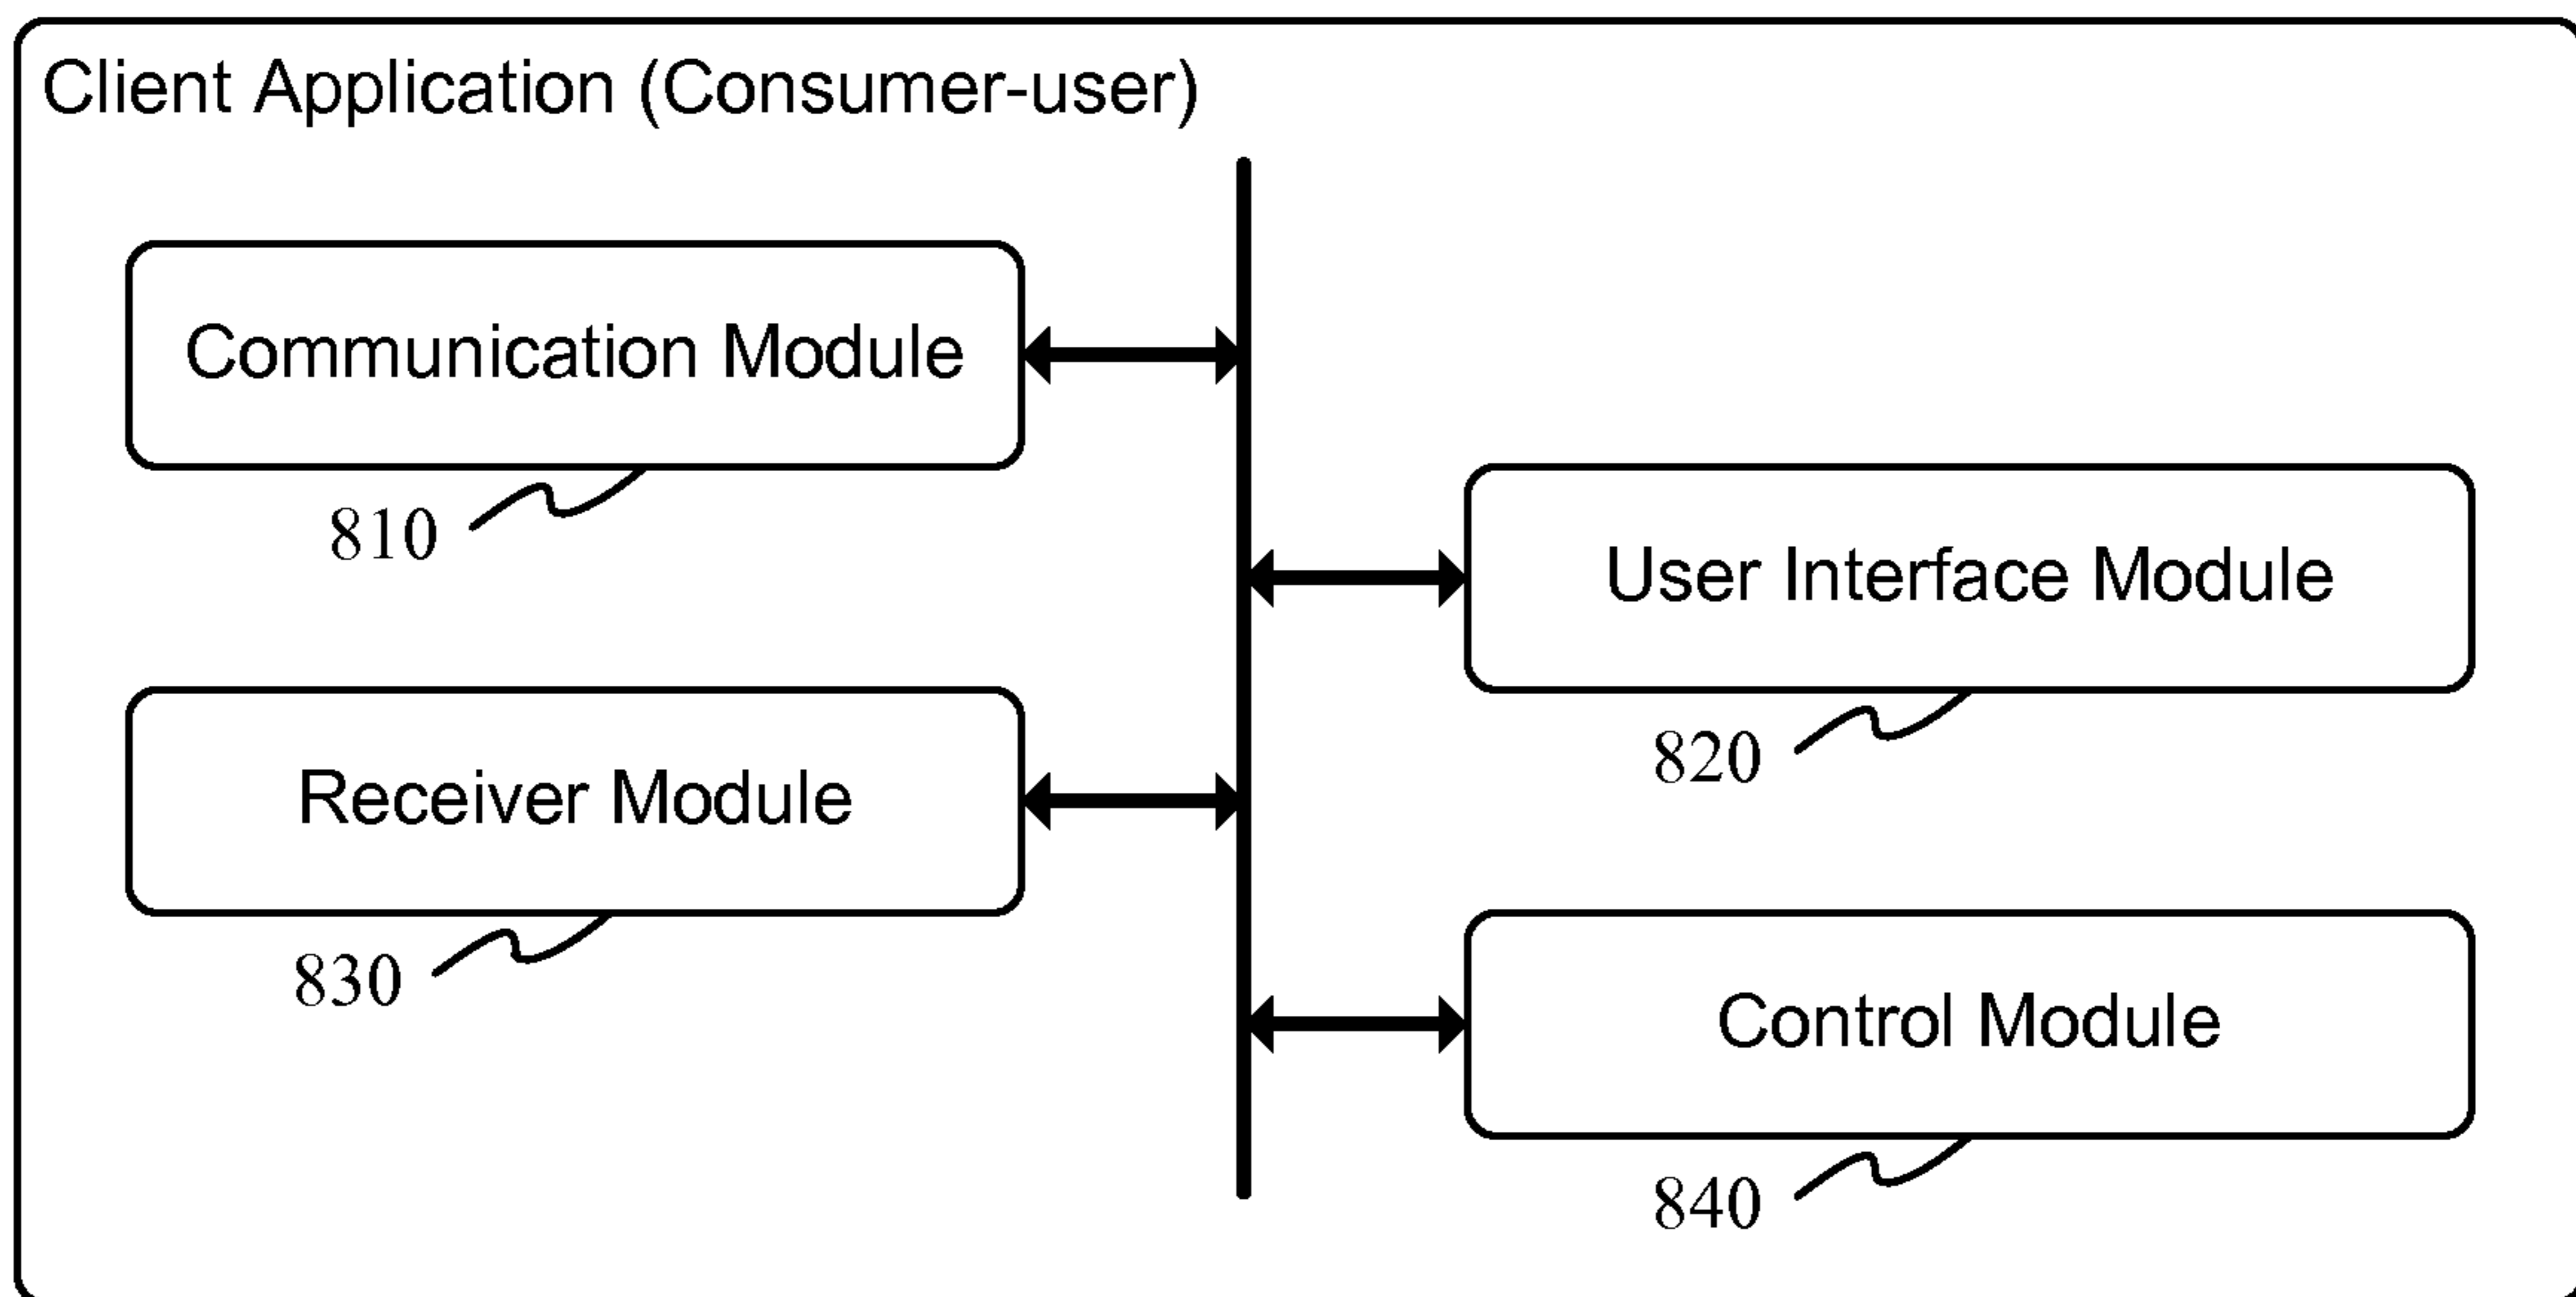 Client Application (Consumer-user)
Communication Module
810
User Interface Module
820
Receiver Module
830
Control Module
840